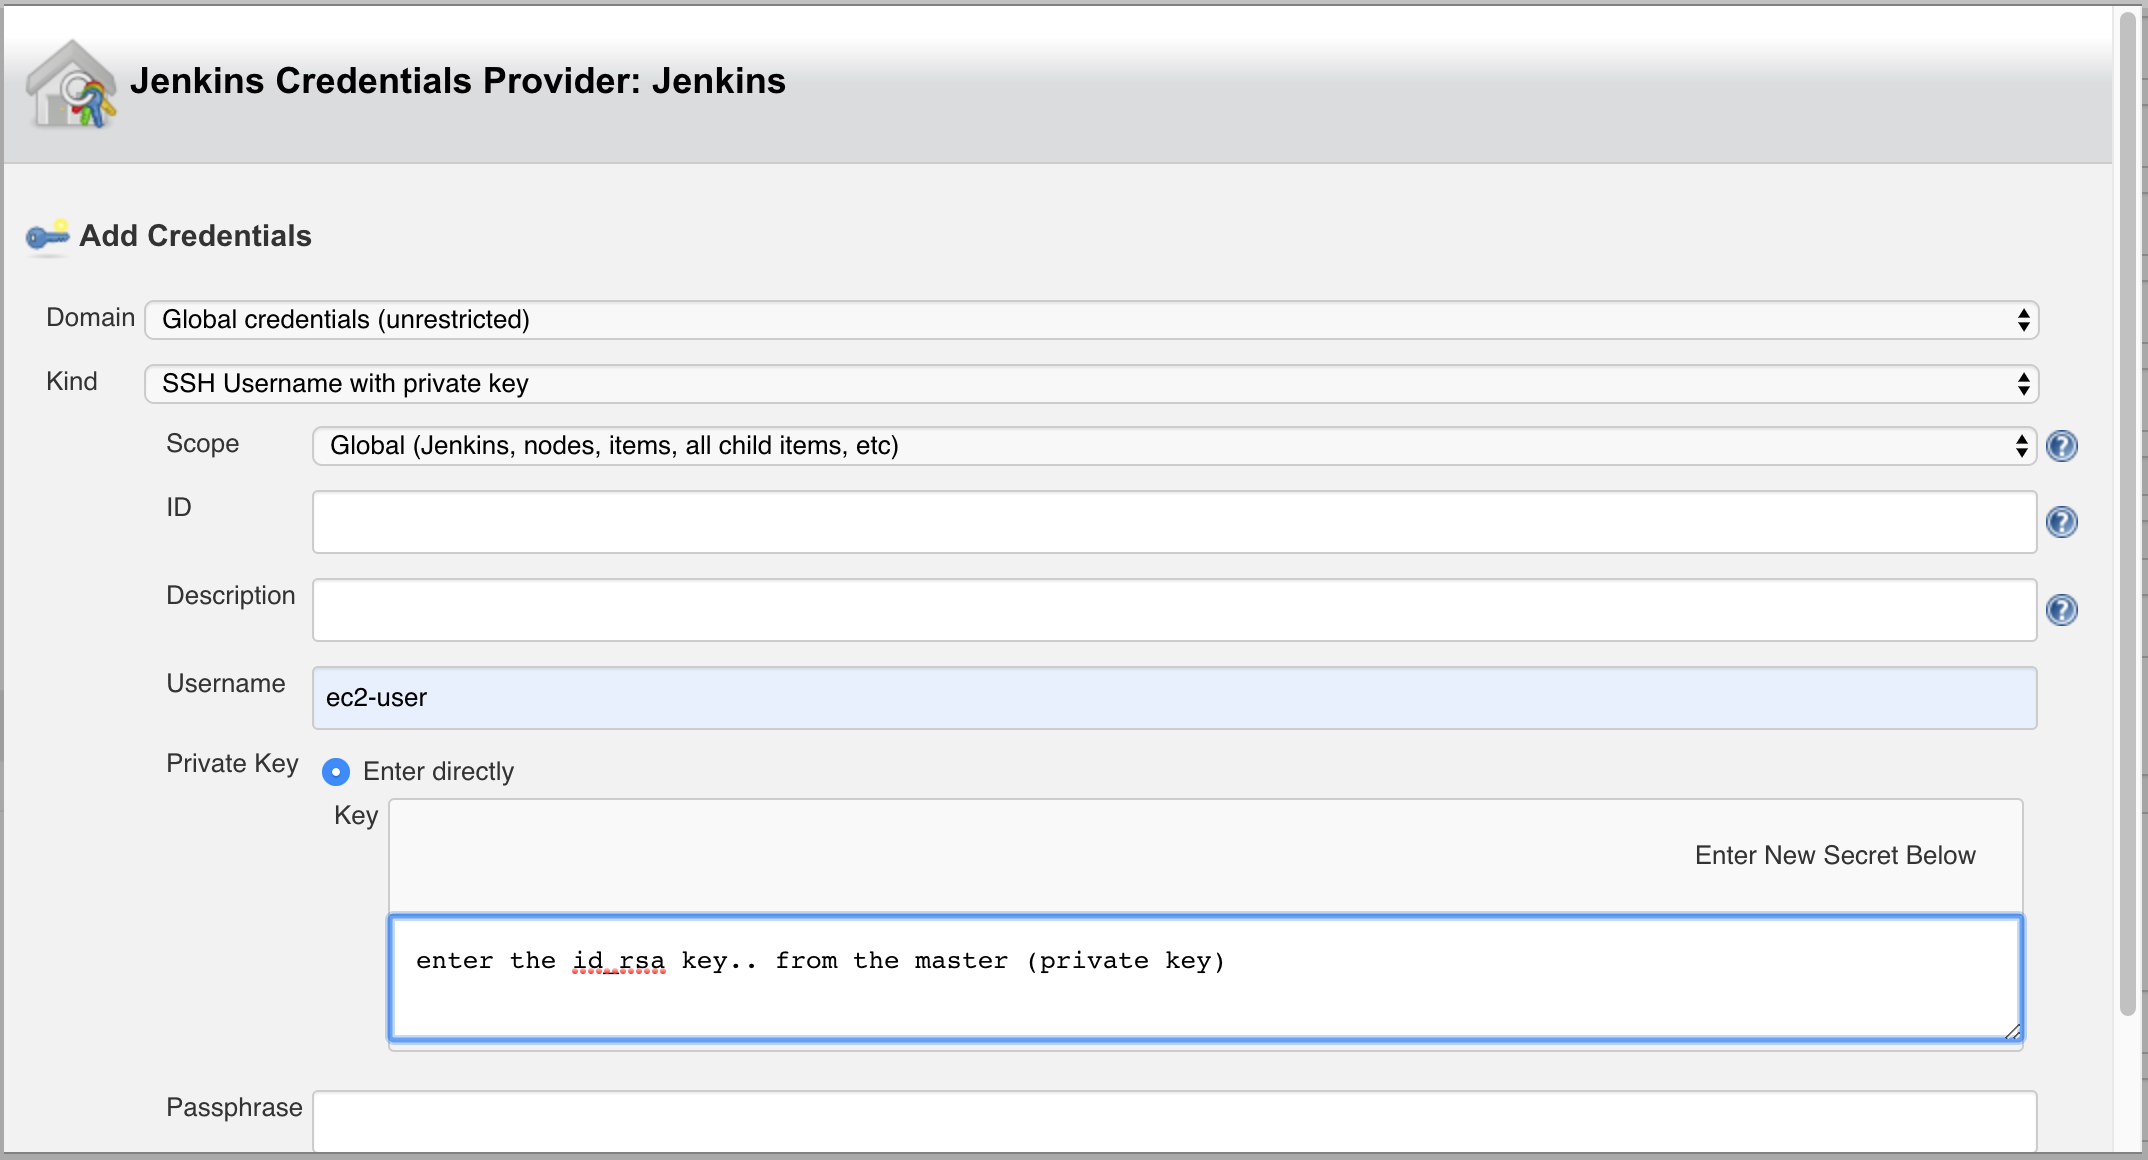 Jenkins Credentials Provider: Jenkins
Add Credentials
Domain Global credentials (unrestricted)
Kind SSH Username with private key
Scope Global (Jenkins, nodes, items, all child items, etc)
ID
Description
Username ec2-user
Private Key Enter directly
Key
Enter New Secret Below
enter the id_rsa key.. from the master (private key)
Passphrase